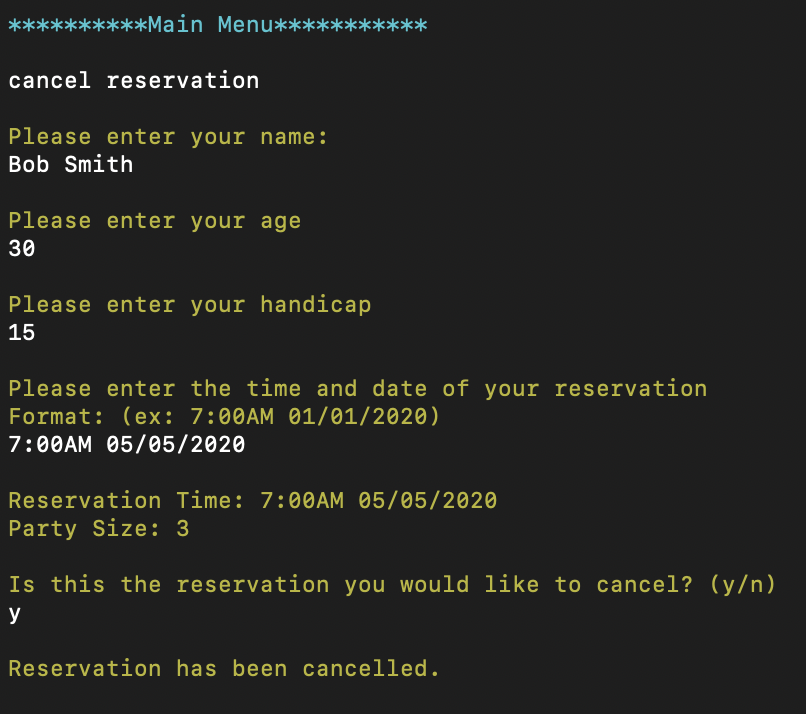 **********Main Menu***********
cancel reservation
Please enter your name:
Bob Smith
Please enter your age
30
Please enter your handicap
15
Please enter the time and date of your reservation
Format: (ex: 7:00AM 01/01/2020)
7:00AM 05/05/2020
Reservation Time: 7:00AM 05/05/2020
Party Size: 3
Is this the reservation you would like to cancel? (y/n)
y
Reservation has been cancelled.